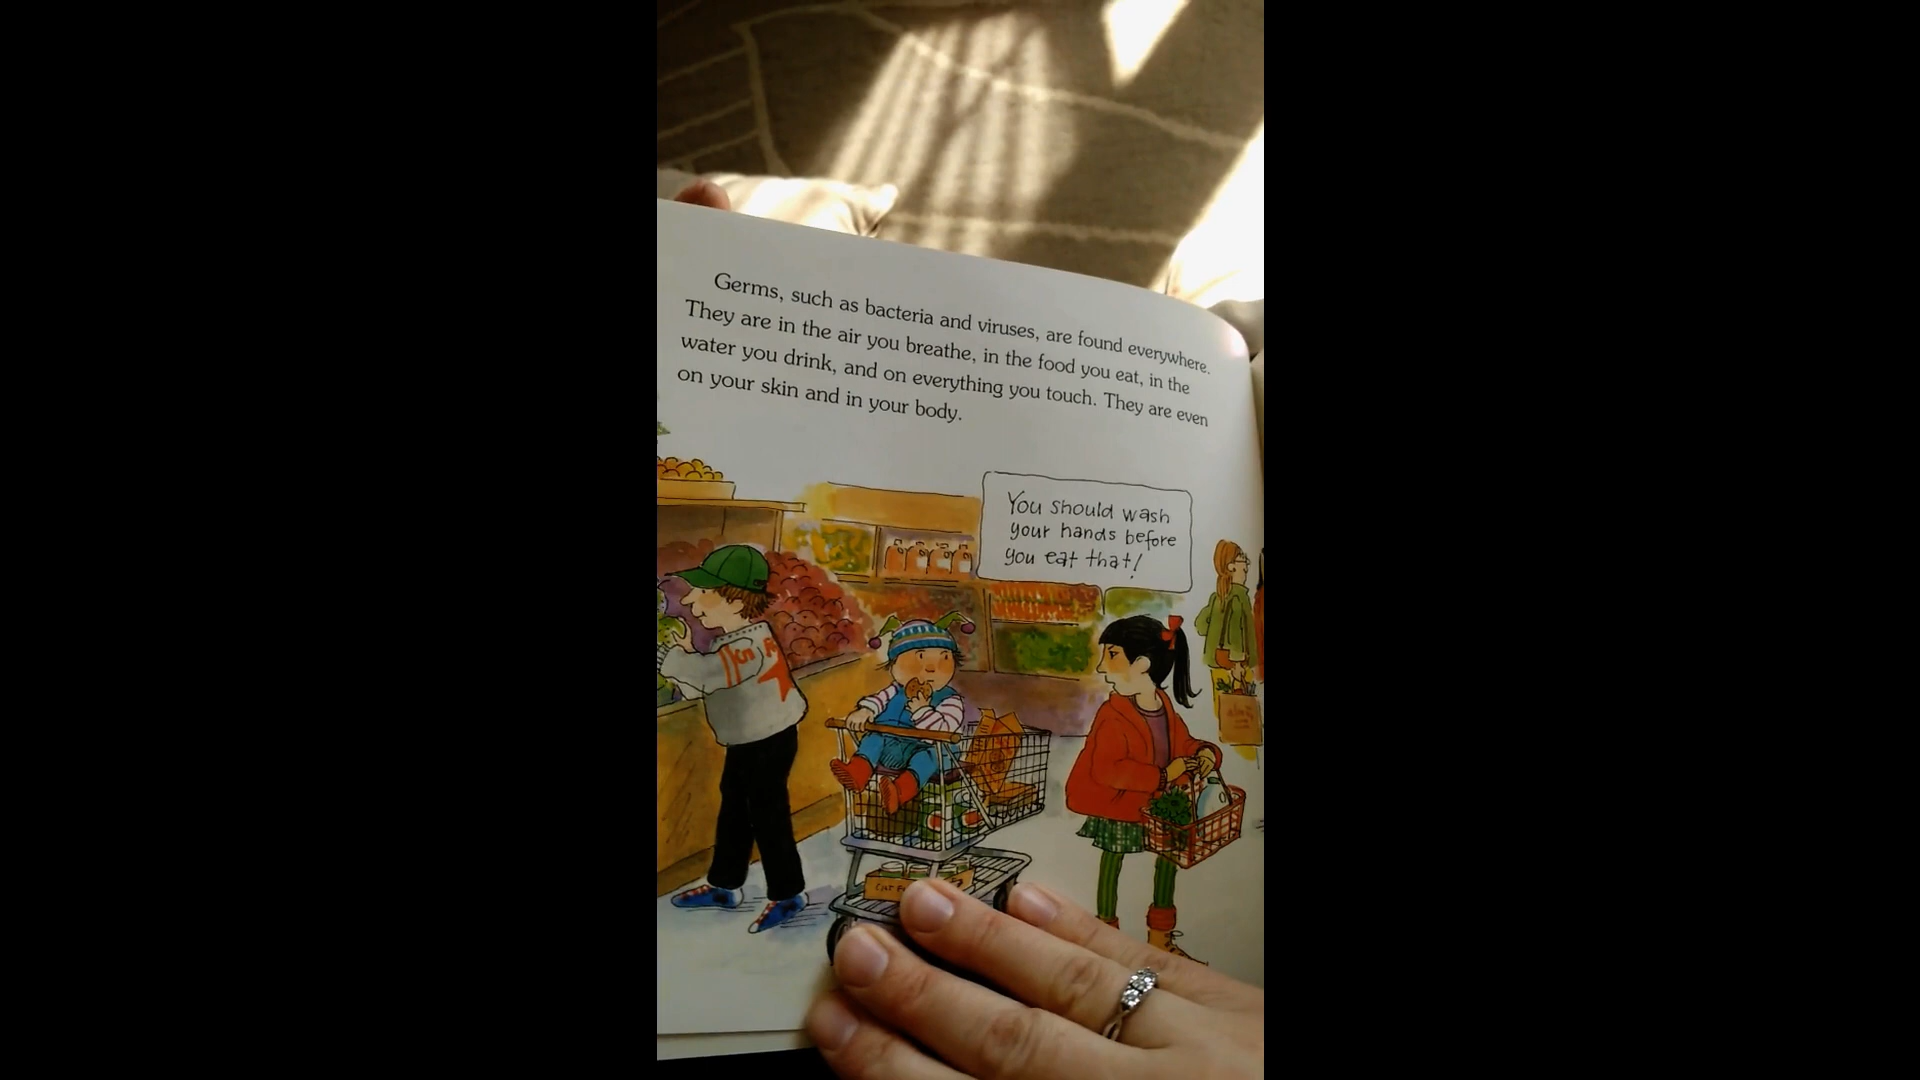 Germs, such as bacteria and viruses, are found everywhere.
They are in the air you breathe, in the food you eat, in the
water you drink, and on everything you touch. They are even
on your skin and in your body.
You should wash
your hands before
you eat that!